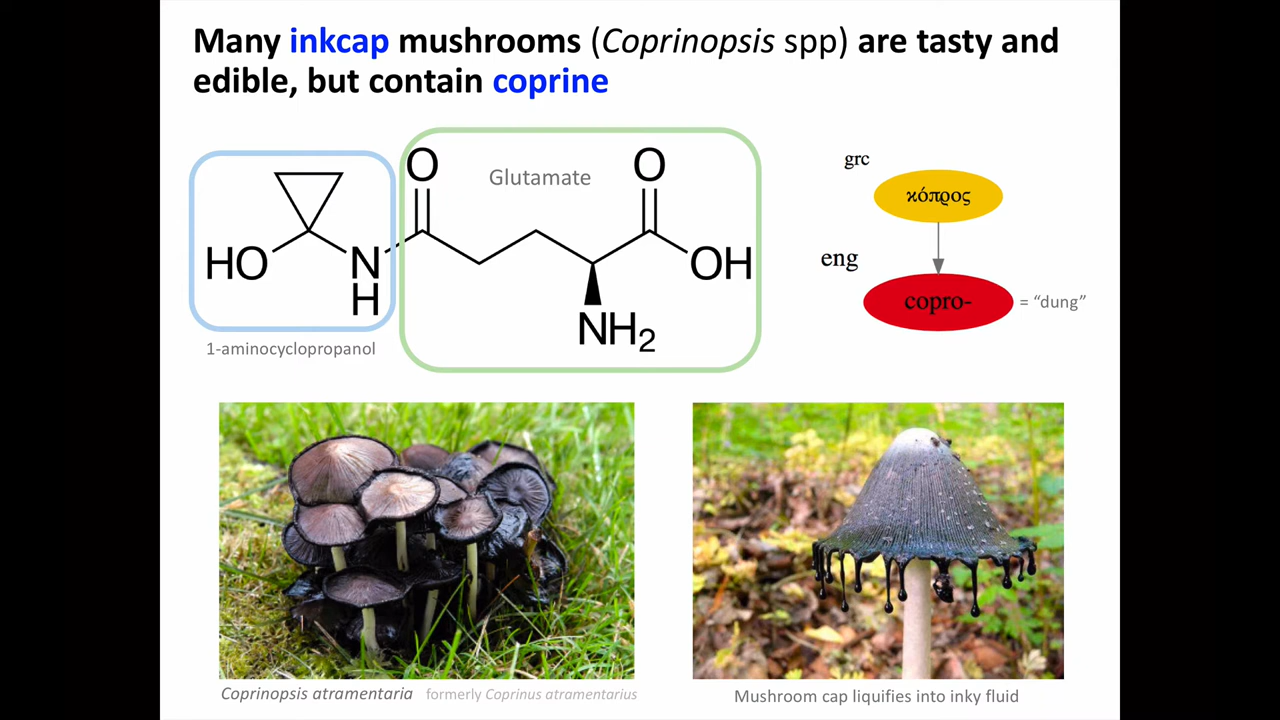 Many inkcap mushrooms (Coprinopsis spp) are tasty and
edible, but contain coprine
O
Glutamate
O
HO
N
H
OH
NH2
1-aminocyclopropanol
grc
κόπρος
eng
copro-
= “dung”
Coprinopsis atramentaria
formerly Coprinus atramentarius
Mushroom cap liquifies into inky fluid